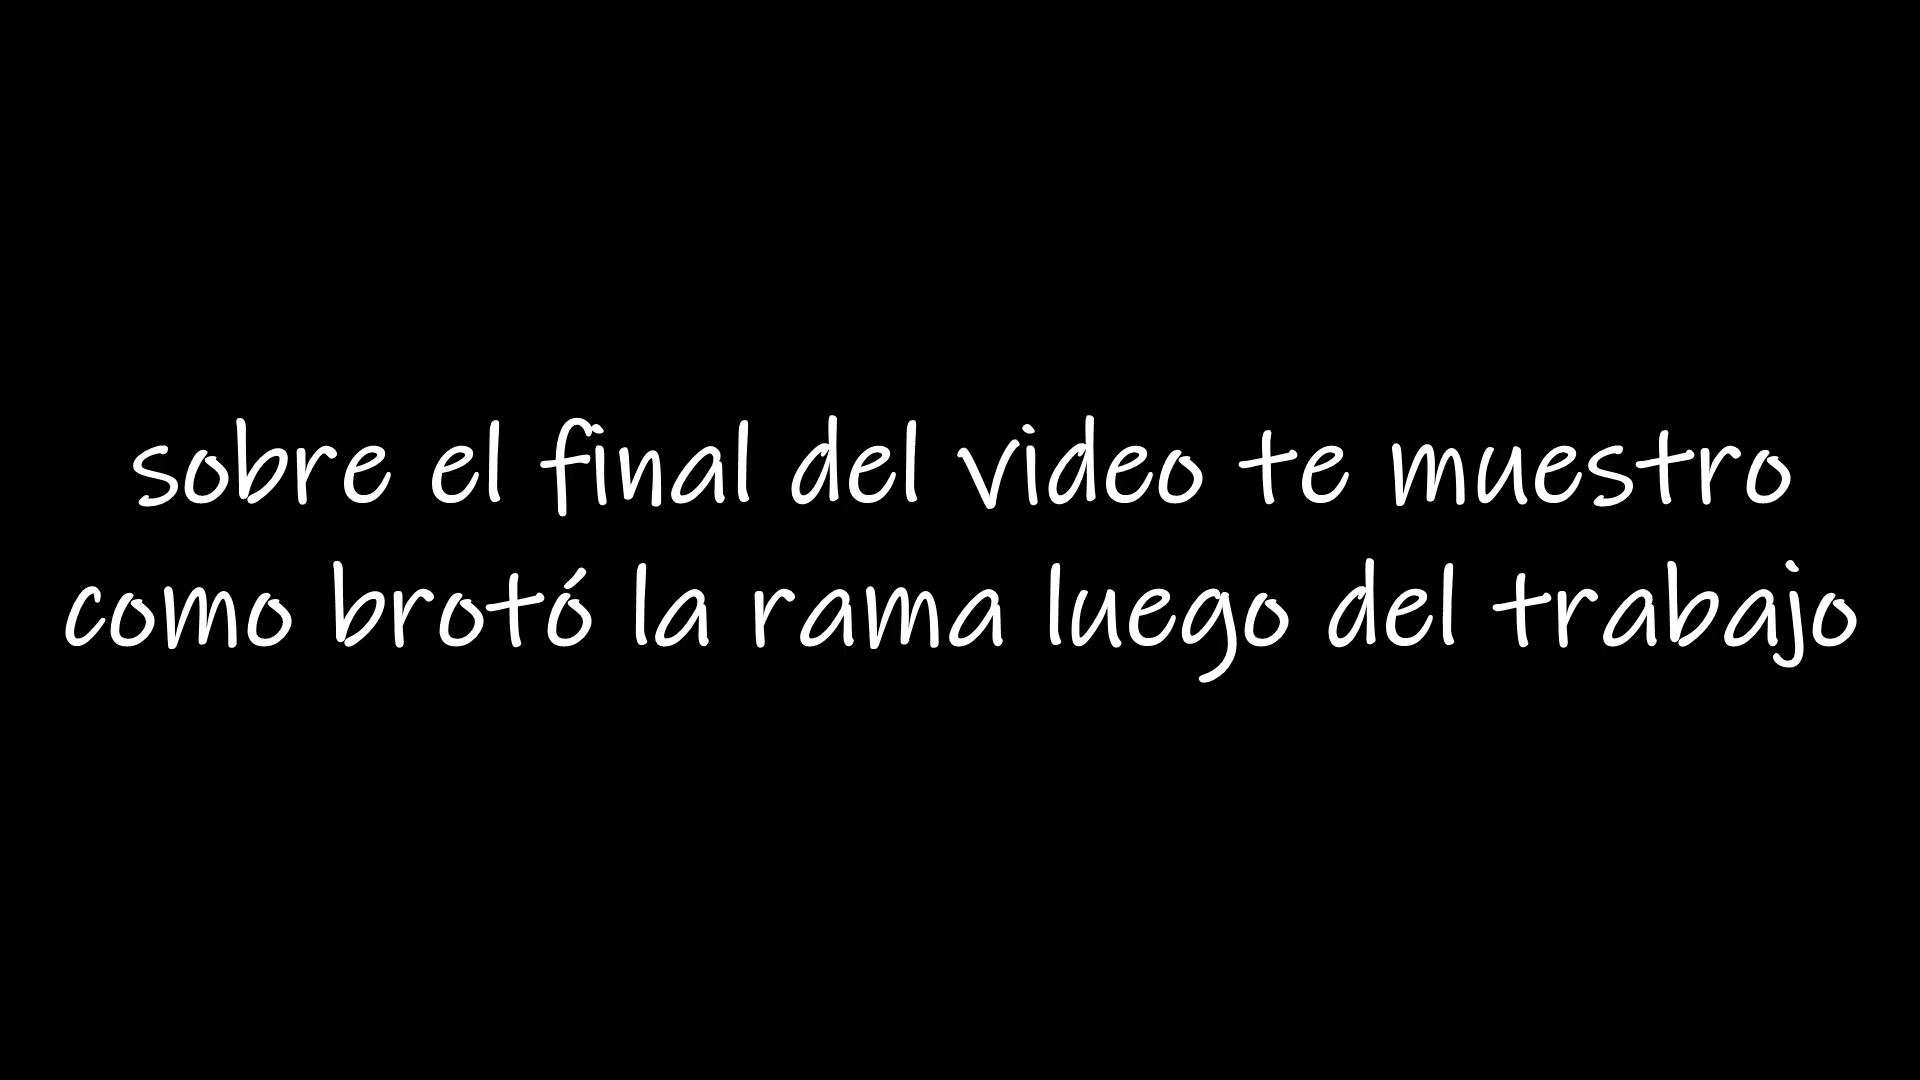 sobre el final del video te muestro
como brotó la rama luego del trabajo